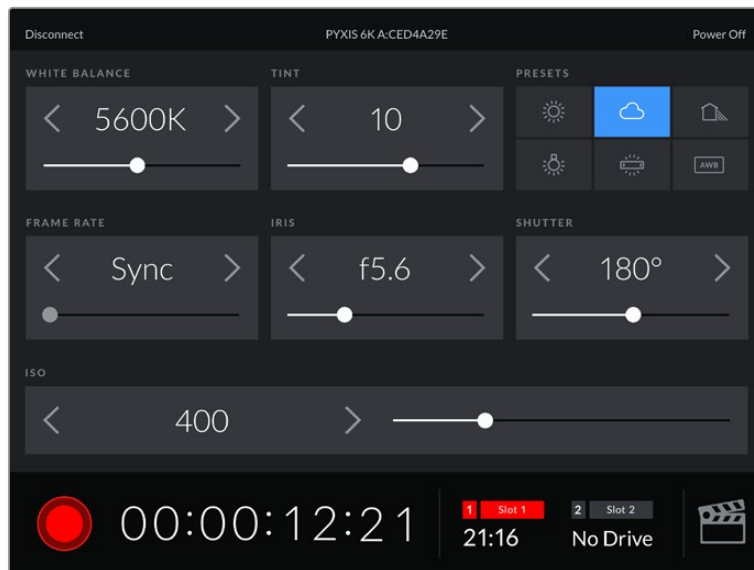 Disconnect PYXIS 6K A:CED4A29E Power Off
WHITE BALANCE TINT PRESETS
5600K 10
AWB
FRAME RATE IRIS SHUTTER
Sync f5.6 180°
ISO
400
00:00:12:21
1 Slot 1 2 Slot 2
21:16 No Drive